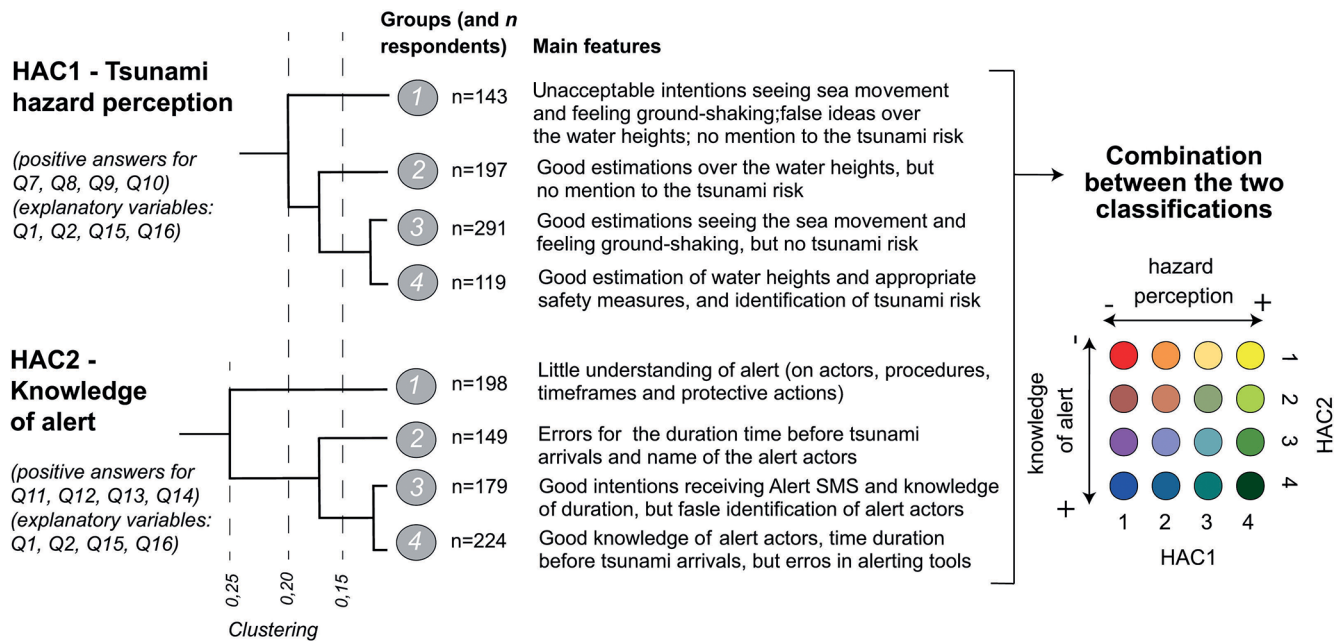 Groups (and n
respondents)
Main features
HAC1 - Tsunami
hazard perception
(positive answers for
Q7, Q8, Q9, Q10)
(explanatory variables:
Q1, Q2, Q15, Q16)
1
n=143
Unacceptable intentions seeing sea movement
and feeling ground-shaking;false ideas over
the water heights; no mention to the tsunami risk
2
n=197
Good estimations over the water heights, but
no mention to the tsunami risk
3
n=291
Good estimations seeing the sea movement and
feeling ground-shaking, but no tsunami risk
4
n=119
Good estimation of water heights and appropriate
safety measures, and identification of tsunami risk
HAC2 -
Knowledge
of alert
(positive answers for
Q11, Q12, Q13, Q14)
(explanatory variables:
Q1, Q2, Q15, Q16)
1
n=198
Little understanding of alert (on actors, procedures,
timeframes and protective actions)
2
n=149
Errors for the duration time before tsunami
arrivals and name of the alert actors
3
n=179
Good intentions receiving Alert SMS and knowledge
of duration, but fasle identification of alert actors
4
n=224
Good knowledge of alert actors, time duration
before tsunami arrivals, but erros in alerting tools
0,25
0,20
0,15
Clustering
Combination
between the two
classifications
hazard
perception
- +
-
knowledge
of alert
+
1
2
3
4
HAC2
1 2 3 4
HAC1